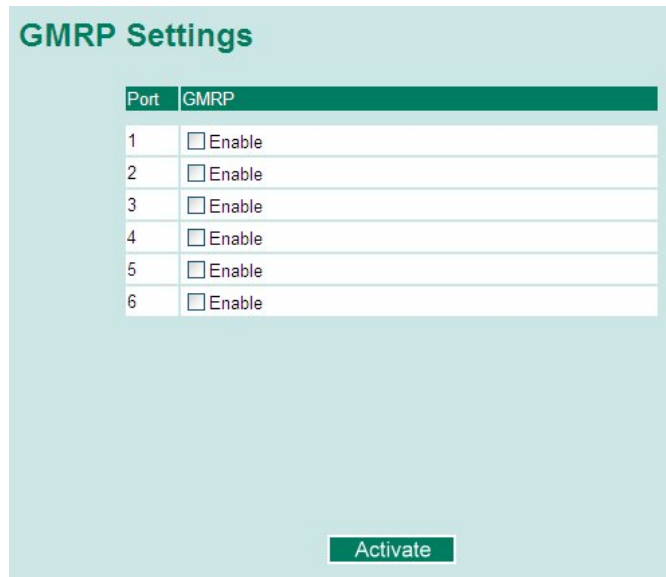 GMRP Settings
Port GMRP
1 Enable
2 Enable
3 Enable
4 Enable
5 Enable
6 Enable
Activate